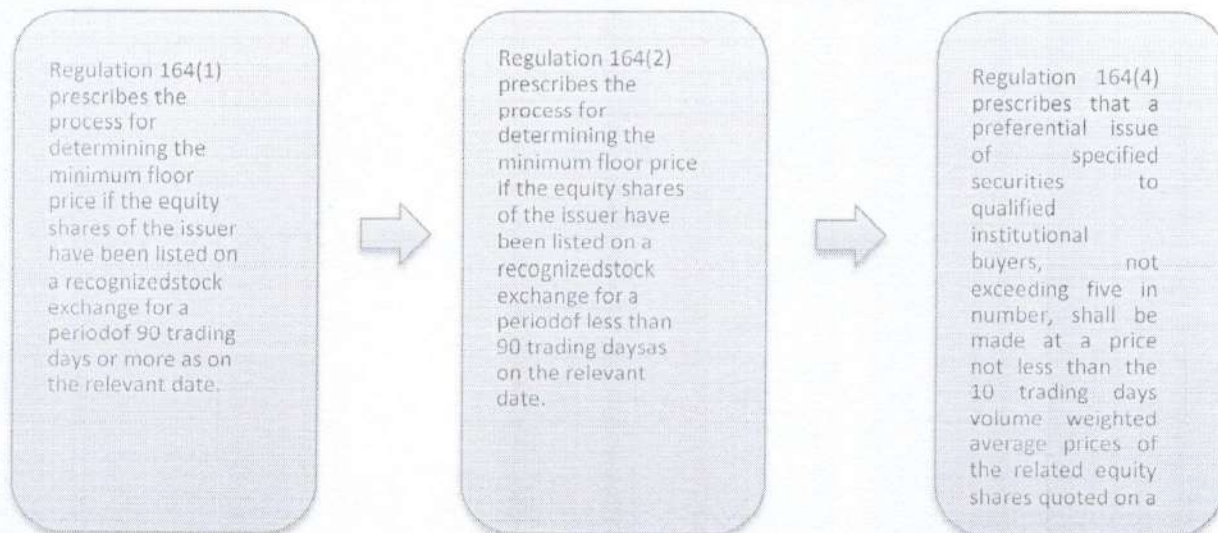 Regulation 164(1)
prescribes the
process for
determining the
minimum floor
price if the equity
shares of the issuer
have been listed on
a recognizedstock
exchange for a
periodof 90 trading
days or more as on
the relevant date.
Regulation 164(2)
prescribes the
process for
determining the
minimum floor price
if the equity shares
of the issuer have
been listed on a
recognizedstock
exchange for a
periodof less than
90 trading daysas
on the relevant
date.
Regulation 164(4)
prescribes that a
preferential issue
of specified
securities to
qualified
institutional
buyers, not
exceeding five in
number, shall be
made at a price
not less than the
10 trading days
volume weighted
average prices of
the related equity
shares quoted on a